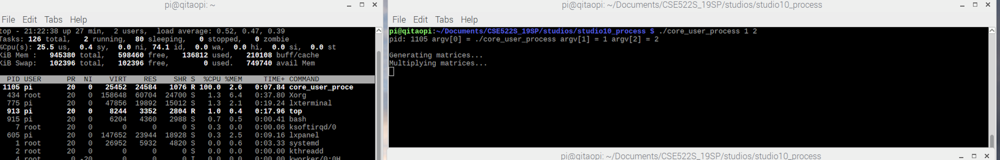 pi@qitaopi: ~
File Edit Tabs Help
top - 21:22:38 up 27 min, 2 users, load average: 0.52, 0.47, 0.39
Tasks: 126 total, 2 running, 80 sleeping, 0 stopped, 0 zombie
%Cpu(s): 25.5 us, 0.4 sy, 0.0 ni, 74.1 id, 0.0 wa, 0.0 hi, 0.0 si, 0.0 st
KiB Mem : 945380 total, 598460 free, 136812 used, 210108 buff/cache
KiB Swap: 102396 total, 102396 free, 0 used. 749740 avail Mem
PID USER PR NI VIRT RES SHR S %CPU %MEM TIME+ COMMAND
1105 pi 20 0 25452 24584 1076 R 100.0 2.6 0:07.84 core_user_proce
434 root 20 0 158648 60704 24700 S 1.3 6.4 0:37.80 Xorg
775 pi 20 0 47856 19892 15012 S 1.3 2.1 0:19.24 lxterminal
913 pi 20 0 8244 3352 2804 R 1.0 0.4 0:17.96 top
915 pi 20 0 6204 4360 2988 S 0.7 0.5 0:00.41 bash
7 root 20 0 0 0 0 S 0.3 0.0 0:00.06 ksoftirqd/0
605 pi 20 0 147652 23944 18928 S 0.3 2.5 0:09.16 lxpanel
1 root 20 0 26952 5932 4820 S 0.0 0.6 0:03.33 systemd
2 root 20 0 0 0 0 S 0.0 0.0 0:00.00 kthreadd
4 root 0 -20 0 0 0 I 0.0 0.0 0:00.00 kworker/0:0H
pi@qitaopi: ~/Documents/CSE522S_19SP/studios/studio10_process
File Edit Tabs Help
pi@qitaopi:~/Documents/CSE522S_19SP/studios/studio10_process $ ./core_user_process 1 2
pid: 1105 argv[0] = ./core_user_process argv[1] = 1 argv[2] = 2
Generating matrices...
Multiplying matrices...
pi@qitaopi: ~/Documents/CSE522S_19SP/studios/studio10_process